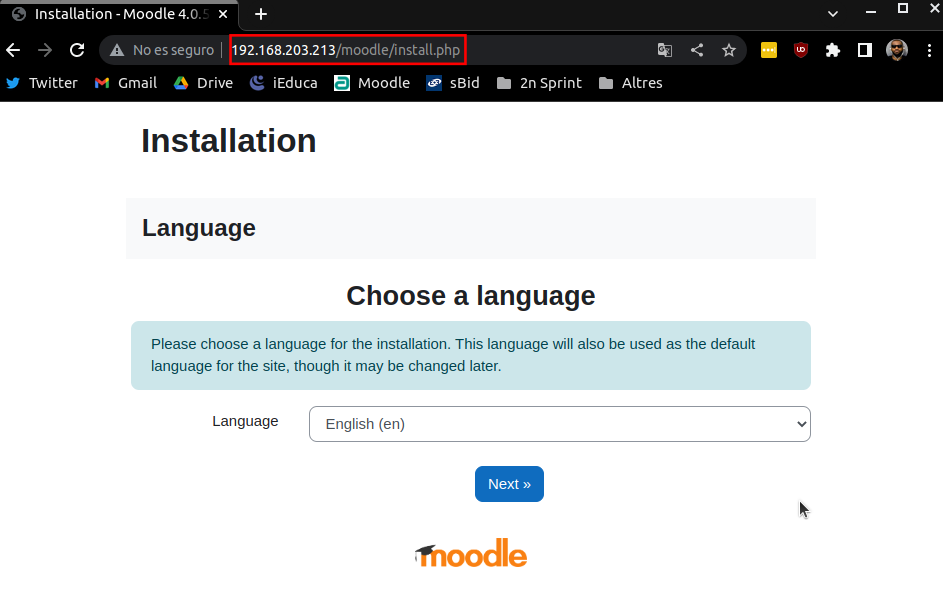 Installation - Moodle 4.0.5
No es seguro | 192.168.203.213/moodle/install.php
Twitter Gmail Drive iEduca Moodle sBid 2n Sprint Altres
Installation
Language
Choose a language
Please choose a language for the installation. This language will also be used as the default
language for the site, though it may be changed later.
Language English (en)
Next »
moodle